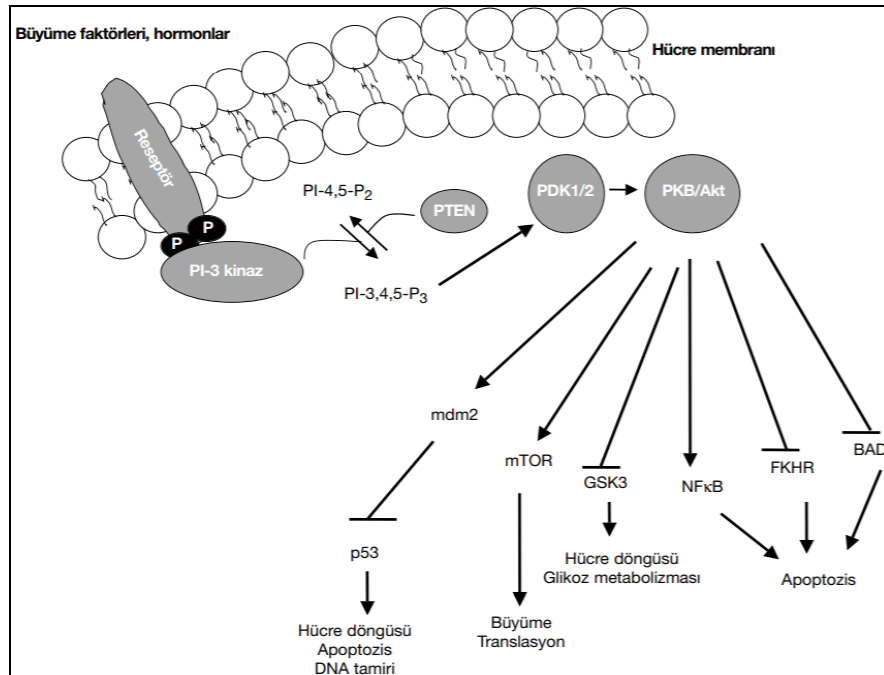 Büyüme faktörleri, hormonlar
Hücre membranı
Reseptör
P
P
PI-3 kinaz
PI-4,5-P2
PTEN
PI-3,4,5-P3
PDK1/2
PKB/Akt
mdm2
mTOR
GSK3
NFκB
FKHR
BAD
p53
Hücre döngüsü
Glikoz metabolizması
Apoptozis
Büyüme
Translasyon
Hücre döngüsü
Apoptozis
DNA tamiri